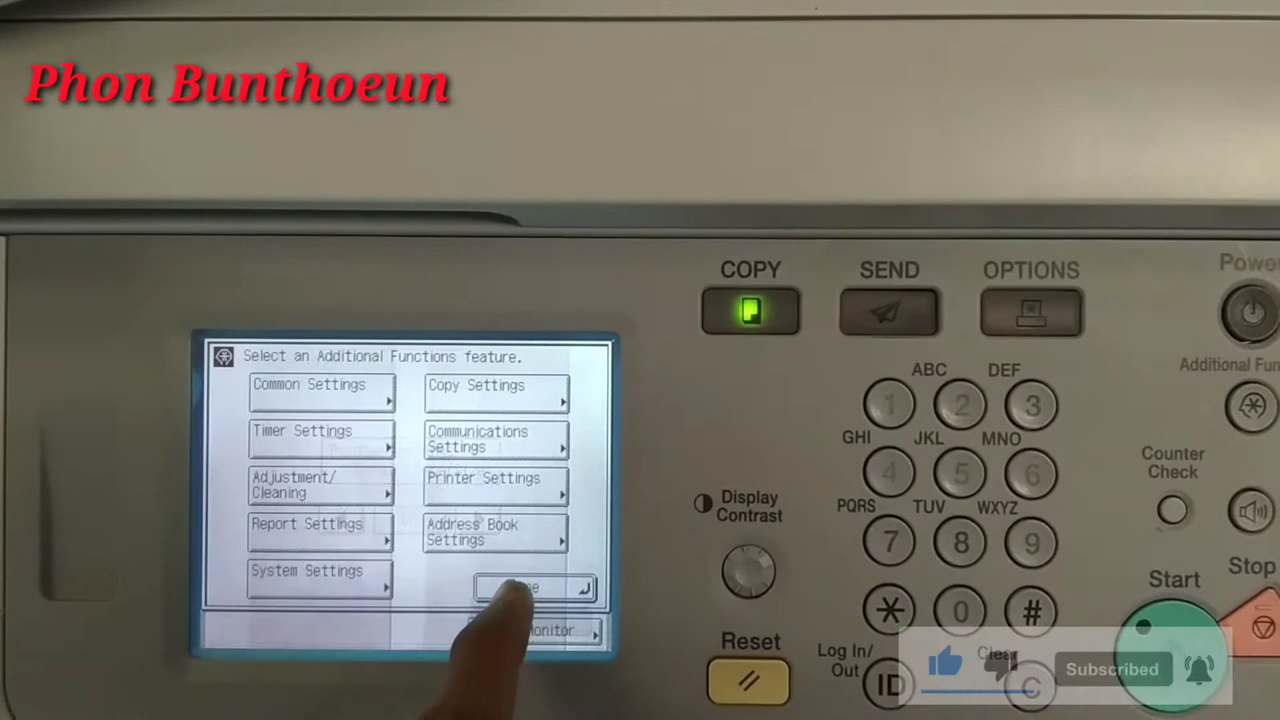 Phon Bunthoeun
COPY
SEND
OPTIONS
Power
Select an Additional Functions feature.
Common Settings
Copy Settings
Timer Settings
Communications
Settings
Adjustment/
Cleaning
Printer Settings
Report Settings
Address Book
Settings
System Settings
Monitor
Additional Fun
ABC
DEF
1
2
3
GHI
JKL
MNO
4
5
6
Counter
Check
Display
Contrast
PQRS
TUV
WXYZ
7
8
9
Start
Stop
*
0
#
Reset
Log In/
Out
ID
Clear
C
Subscribed